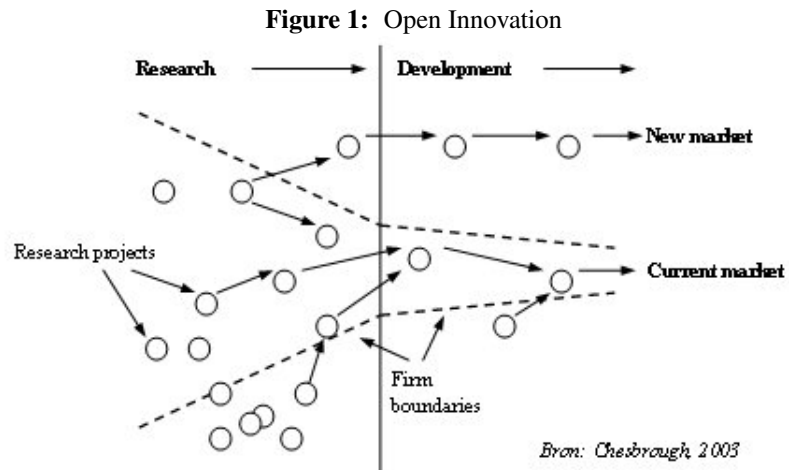 Figure 1: Open Innovation
Research
Development
New market
Research projects
Current market
Firm
boundaries
Bron: Chesbrough, 2003